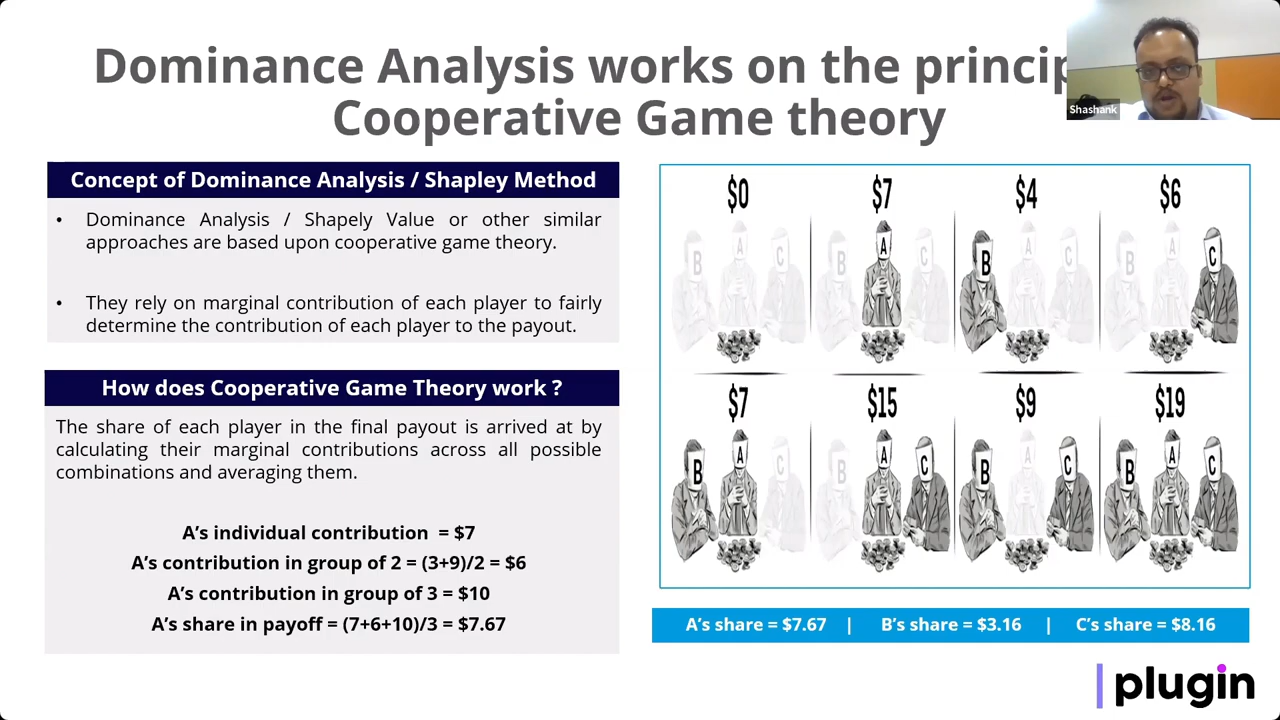 Dominance Analysis works on the princip
Cooperative Game theory
Shashank
Concept of Dominance Analysis / Shapley Method
• Dominance Analysis / Shapely Value or other similar
approaches are based upon cooperative game theory.
• They rely on marginal contribution of each player to fairly
determine the contribution of each player to the payout.
How does Cooperative Game Theory work ?
The share of each player in the final payout is arrived at by
calculating their marginal contributions across all possible
combinations and averaging them.
A's individual contribution = $7
A's contribution in group of 2 = (3+9)/2 = $6
A's contribution in group of 3 = $10
A's share in payoff = (7+6+10)/3 = $7.67
$0 $7 $4 $6
B A C B A C B A C B A C
$7 $15 $9 $19
B A C B A C B A C B A C
A's share = $7.67 | B's share = $3.16 | C's share = $8.16
plugin